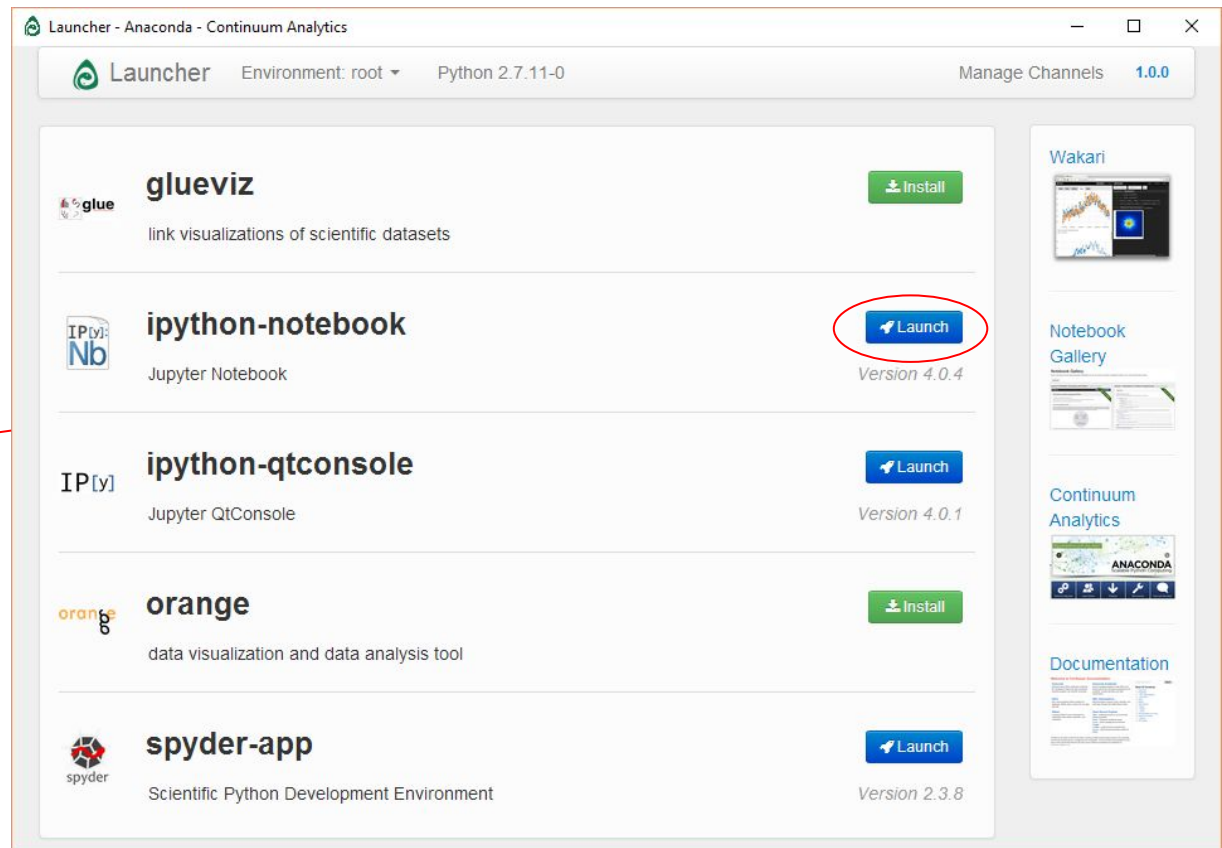 Launcher - Anaconda - Continuum Analytics
Launcher Environment: root Python 2.7.11-0 Manage Channels 1.0.0
glue
glueviz
Install
link visualizations of scientific datasets
IP[y]:
Nb
ipython-notebook
Launch
Jupyter Notebook
Version 4.0.4
IP[y]
ipython-qtconsole
Launch
Jupyter QtConsole
Version 4.0.1
orange
orange
Install
data visualization and data analysis tool
spyder
spyder-app
Launch
Scientific Python Development Environment
Version 2.3.8
Wakari
Notebook
Gallery
Notebook Gallery
Continuum
Analytics
ANACONDA
Documentation